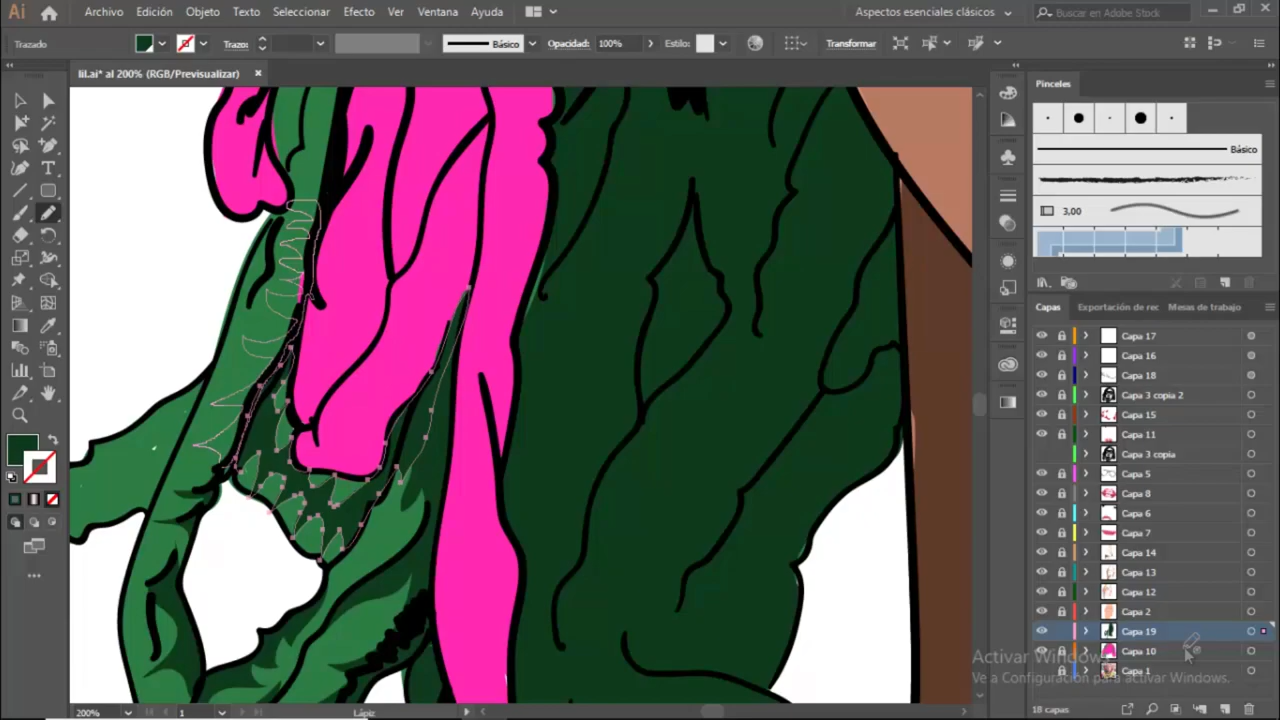 Ai Archivo Edición Objeto Texto Seleccionar Efecto Ver Ventana Ayuda Aspectos esenciales clásicos Buscar en Adobe Stock
Trazado Trazo: Básico Opacidad: 100% Estilo: Transformar
lil.ai* al 200% (RGB/Previsualizar)
Pinceles
Básico
3,00
Capas Exportación de rec Mesas de trabajo
Capa 17
Capa 16
Capa 18
Capa 3 copia 2
Capa 15
Capa 11
Capa 3 copia
Capa 5
Capa 8
Capa 6
Capa 7
Capa 14
Capa 13
Capa 12
Capa 2
Capa 19
Capa 10
Activar Windows
Capa 1
Ve a Configuración para activar Windows.
200% 1 Lápiz 18 capas